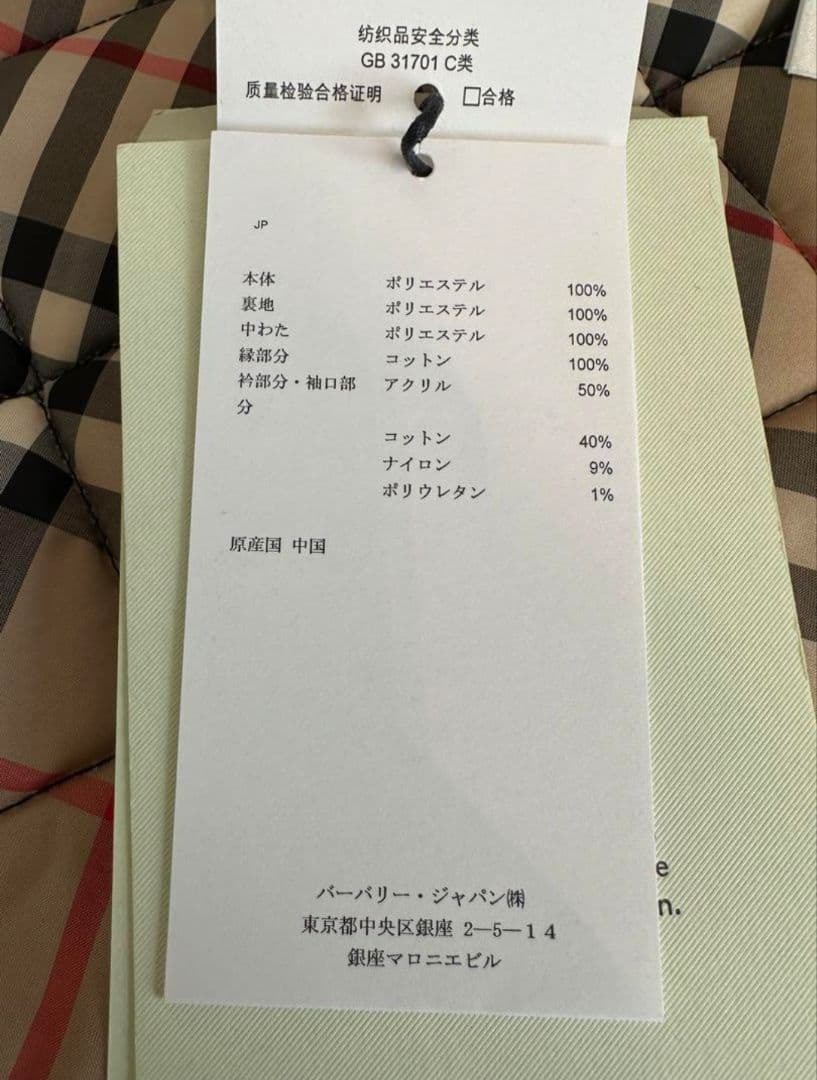 纺织品安全分类
GB 31701 C类
质量检验合格证明 □合格
JP
本体 ポリエステル 100%
裏地 ポリエステル 100%
中わた ポリエステル 100%
縁部分 コットン 100%
衿部分・袖口部 アクリル 50%
分
コットン 40%
ナイロン 9%
ポリウレタン 1%
原産国 中国
e
n.
バーバリー・ジャパン㈱
東京都中央区銀座 2—5—14
銀座マロニエビル